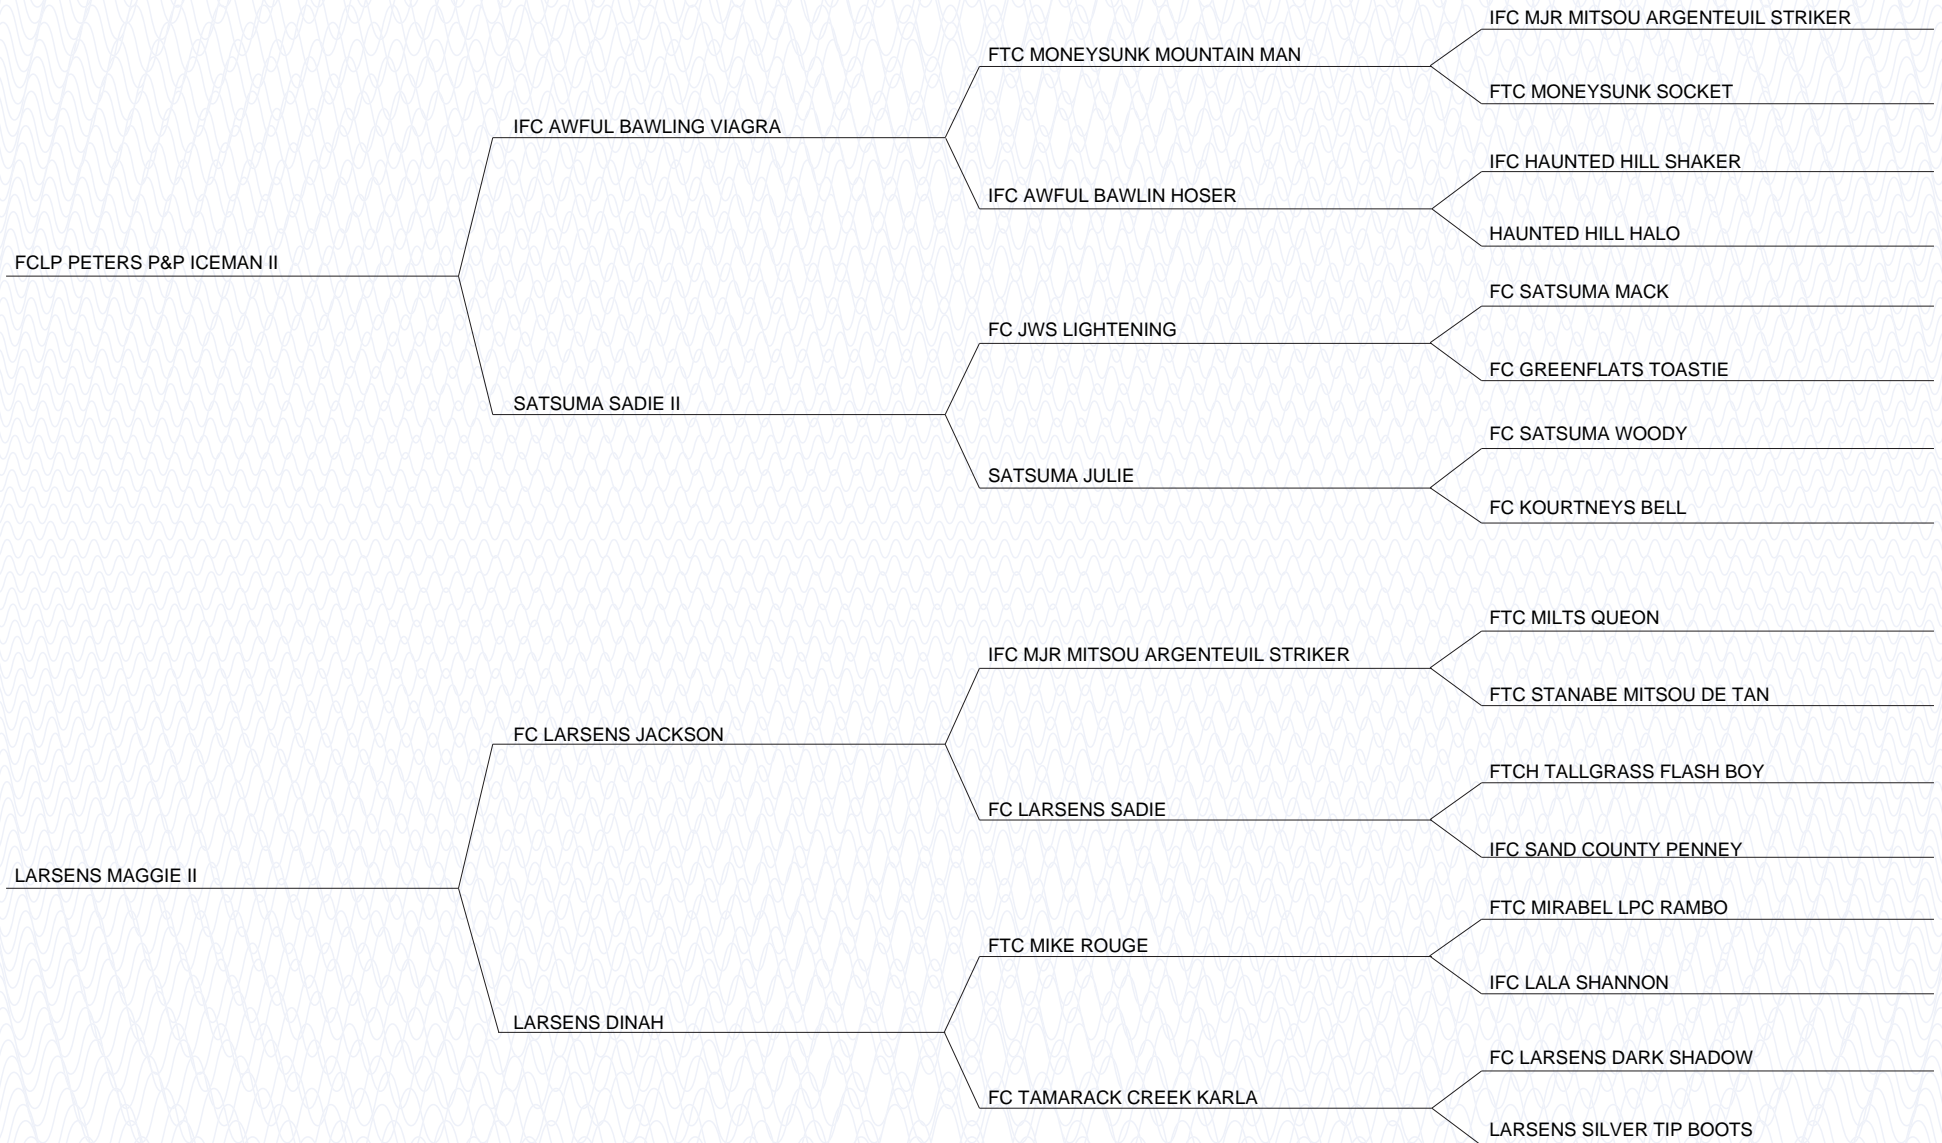 IFC MJR MITSOU ARGENTEUIL STRIKER
FTC MONEYSUNK MOUNTAIN MAN
FTC MONEYSUNK SOCKET
IFC AWFUL BAWLING VIAGRA
IFC HAUNTED HILL SHAKER
IFC AWFUL BAWLIN HOSER
HAUNTED HILL HALO
FCLP PETERS P&P ICEMAN II
FC SATSUMA MACK
FC JWS LIGHTENING
FC GREENFLATS TOASTIE
SATSUMA SADIE II
FC SATSUMA WOODY
SATSUMA JULIE
FC KOURTNEYS BELL
FTC MILTS QUEON
IFC MJR MITSOU ARGENTEUIL STRIKER
FTC STANABE MITSOU DE TAN
FC LARSENS JACKSON
FTCH TALLGRASS FLASH BOY
FC LARSENS SADIE
IFC SAND COUNTY PENNEY
LARSENS MAGGIE II
FTC MIRABEL LPC RAMBO
FTC MIKE ROUGE
IFC LALA SHANNON
LARSENS DINAH
FC LARSENS DARK SHADOW
FC TAMARACK CREEK KARLA
LARSENS SILVER TIP BOOTS